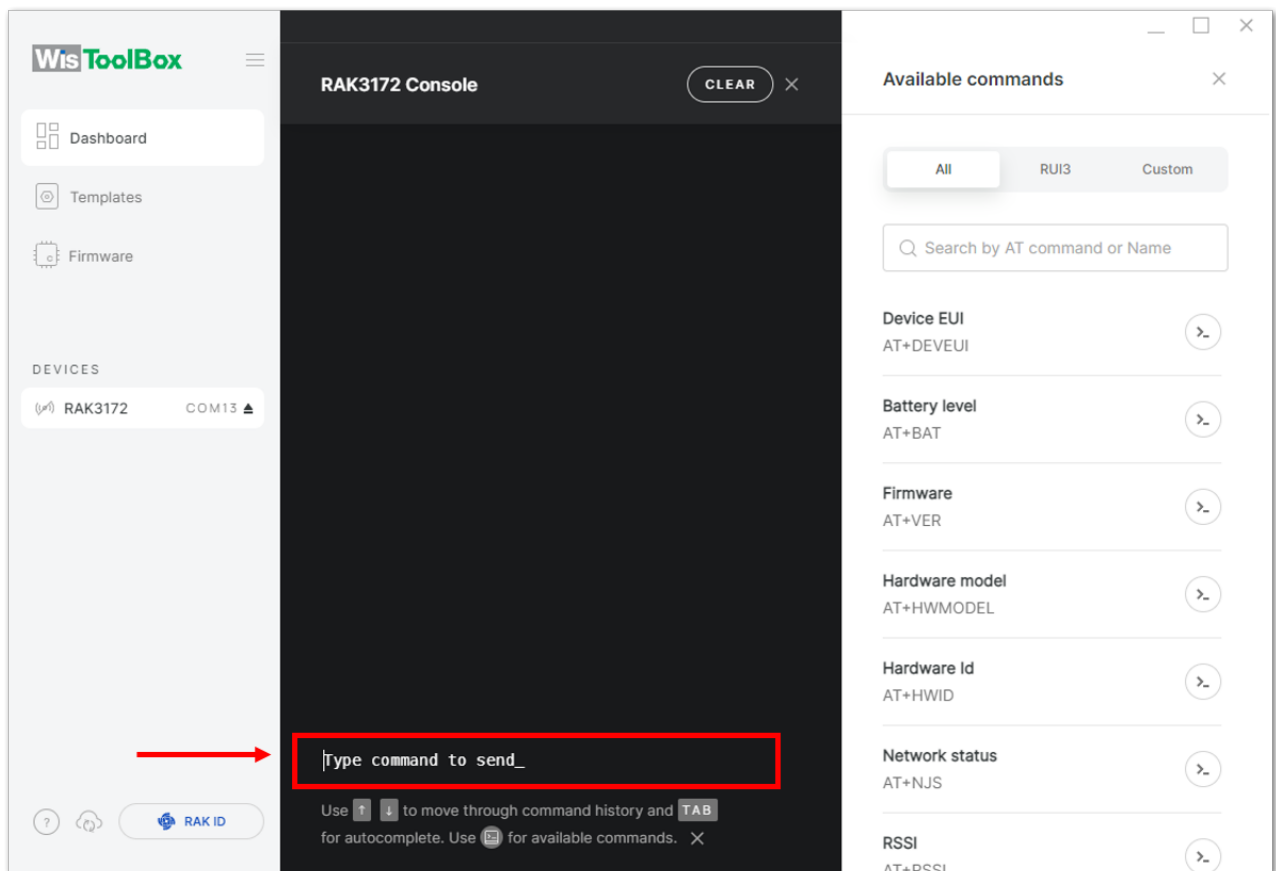 WisToolBox
Dashboard
Templates
Firmware
DEVICES
RAK3172 COM13
RAK ID
RAK3172 Console
CLEAR
Type command to send_
Use ↑ ↓ to move through command history and TAB
for autocomplete. Use for available commands.
Available commands
All RUI3 Custom
Search by AT command or Name
Device EUI
AT+DEVEUI
Battery level
AT+BAT
Firmware
AT+VER
Hardware model
AT+HWMODEL
Hardware Id
AT+HWID
Network status
AT+NJS
RSSI
AT+RSSI